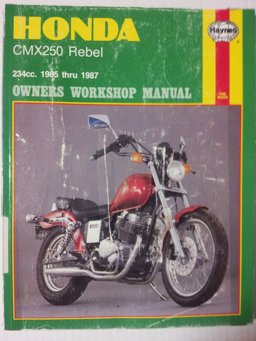 HONDA
Haynes
CMX250 Rebel
234cc. 1985 thru 1987
OWNERS WORKSHOP MANUAL